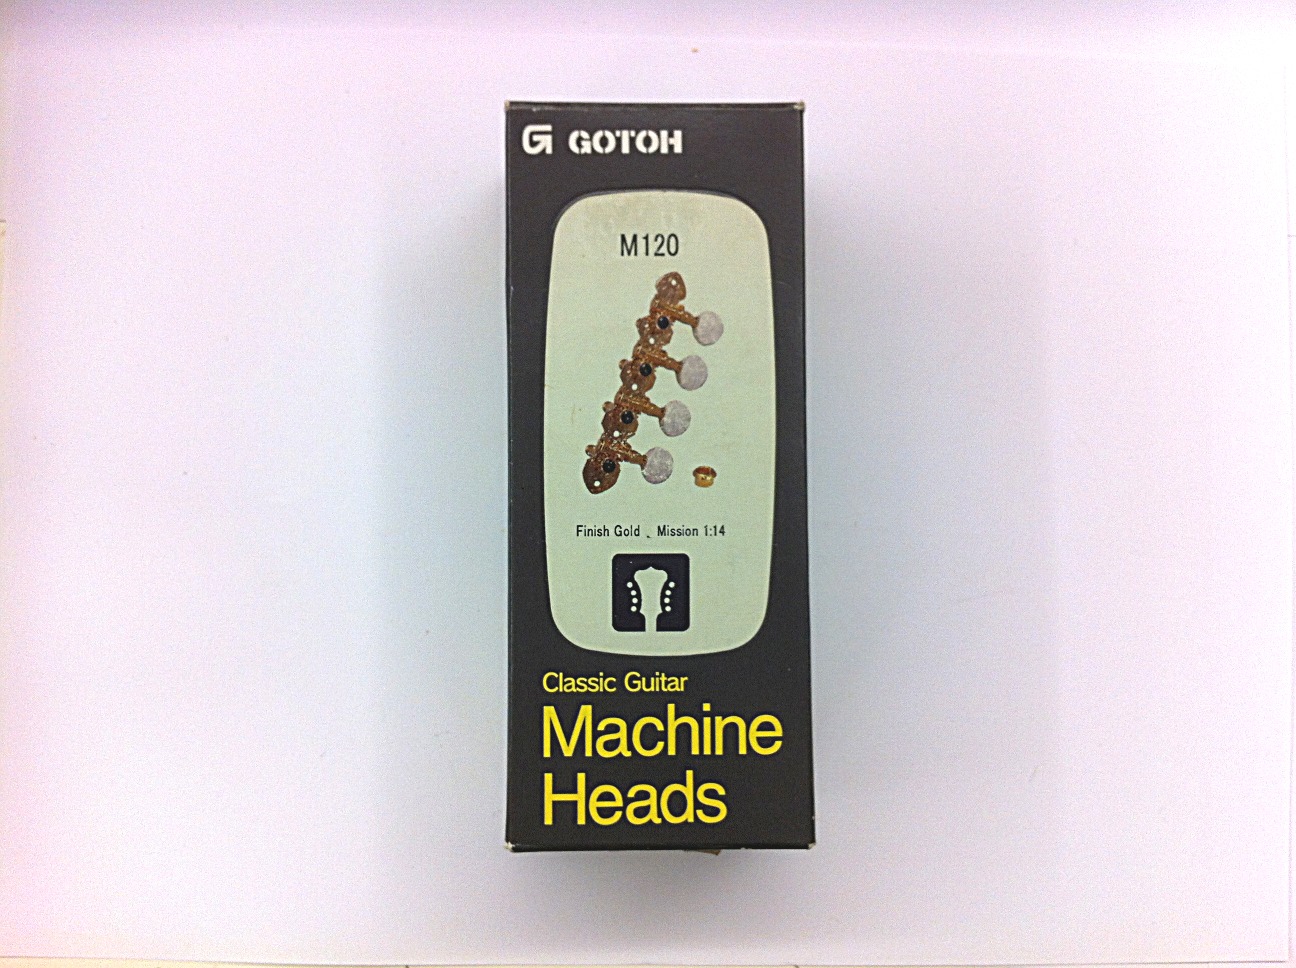 GOTOH
M120
Finish Gold . Mission 1:14
Classic Guitar
Machine
Heads